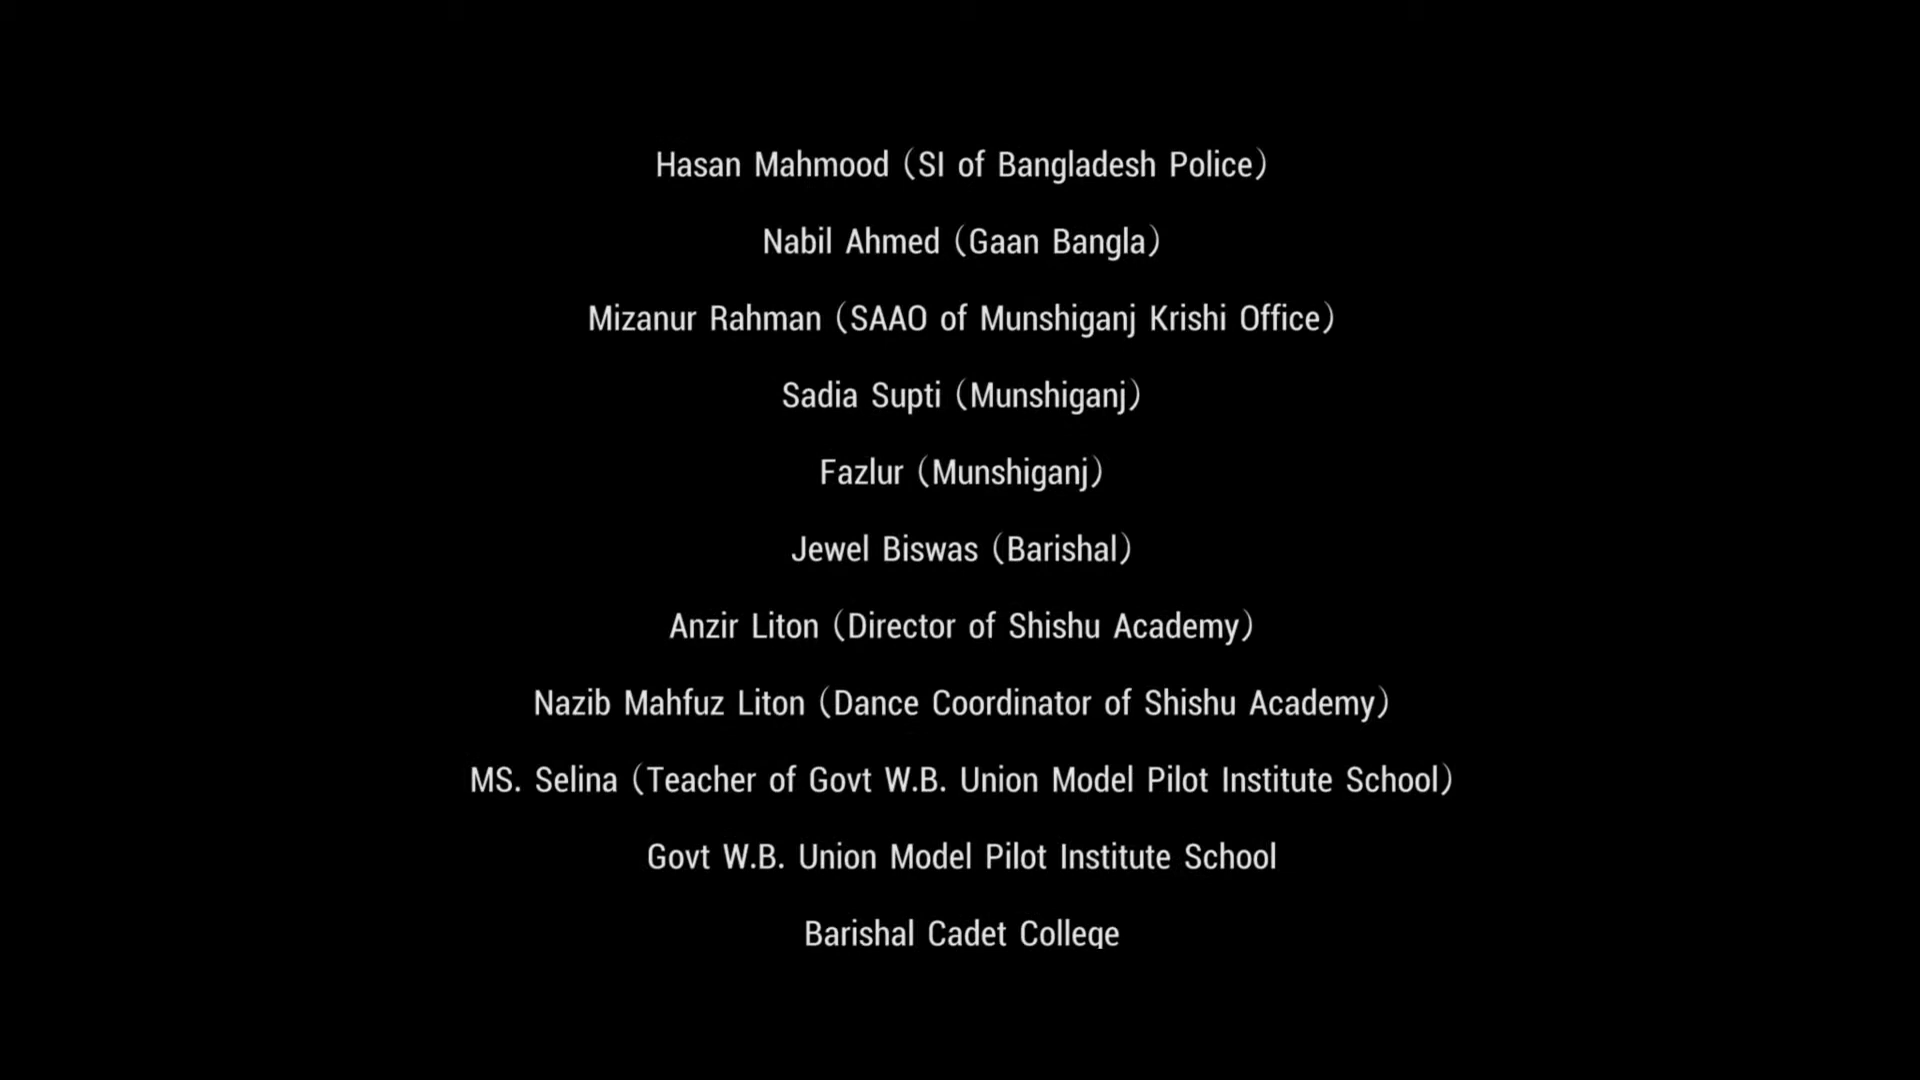 Hasan Mahmood (SI of Bangladesh Police)
Nabil Ahmed (Gaan Bangla)
Mizanur Rahman (SAAO of Munshiganj Krishi Office)
Sadia Supti (Munshiganj)
Fazlur (Munshiganj)
Jewel Biswas (Barishal)
Anzir Liton (Director of Shishu Academy)
Nazib Mahfuz Liton (Dance Coordinator of Shishu Academy)
MS. Selina (Teacher of Govt W.B. Union Model Pilot Institute School)
Govt W.B. Union Model Pilot Institute School
Barishal Cadet College